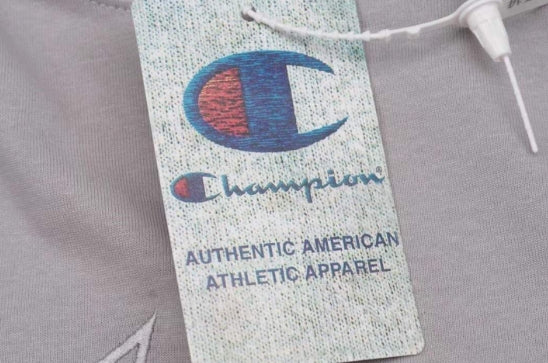 Champion
AUTHENTIC AMERICAN
ATHLETIC APPAREL